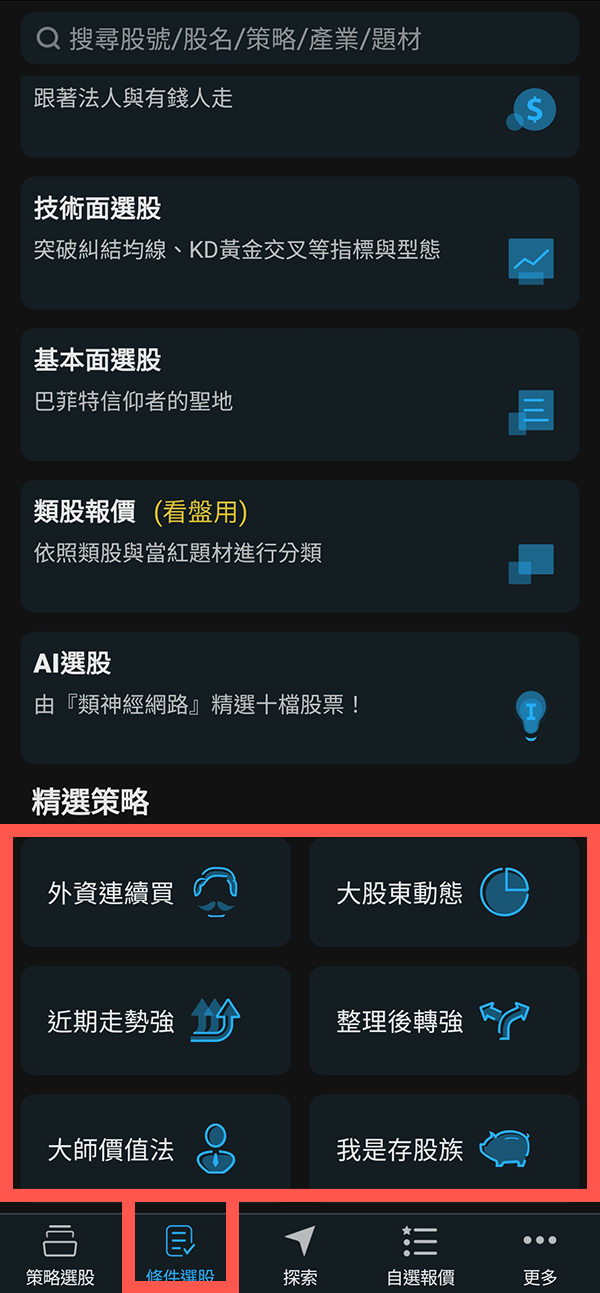 搜尋股號/股名/策略/產業/題材
跟著法人與有錢人走
$
技術面選股
突破糾結均線、KD黃金交叉等指標與型態
基本面選股
巴菲特信仰者的聖地
類股報價 (看盤用)
依照類股與當紅題材進行分類
AI選股
由『類神經網路』精選十檔股票！
精選策略
外資連續買 大股東動態
近期走勢強 整理後轉強
大師價值法 我是存股族
策略選股 條件選股 探索 自選報價 更多